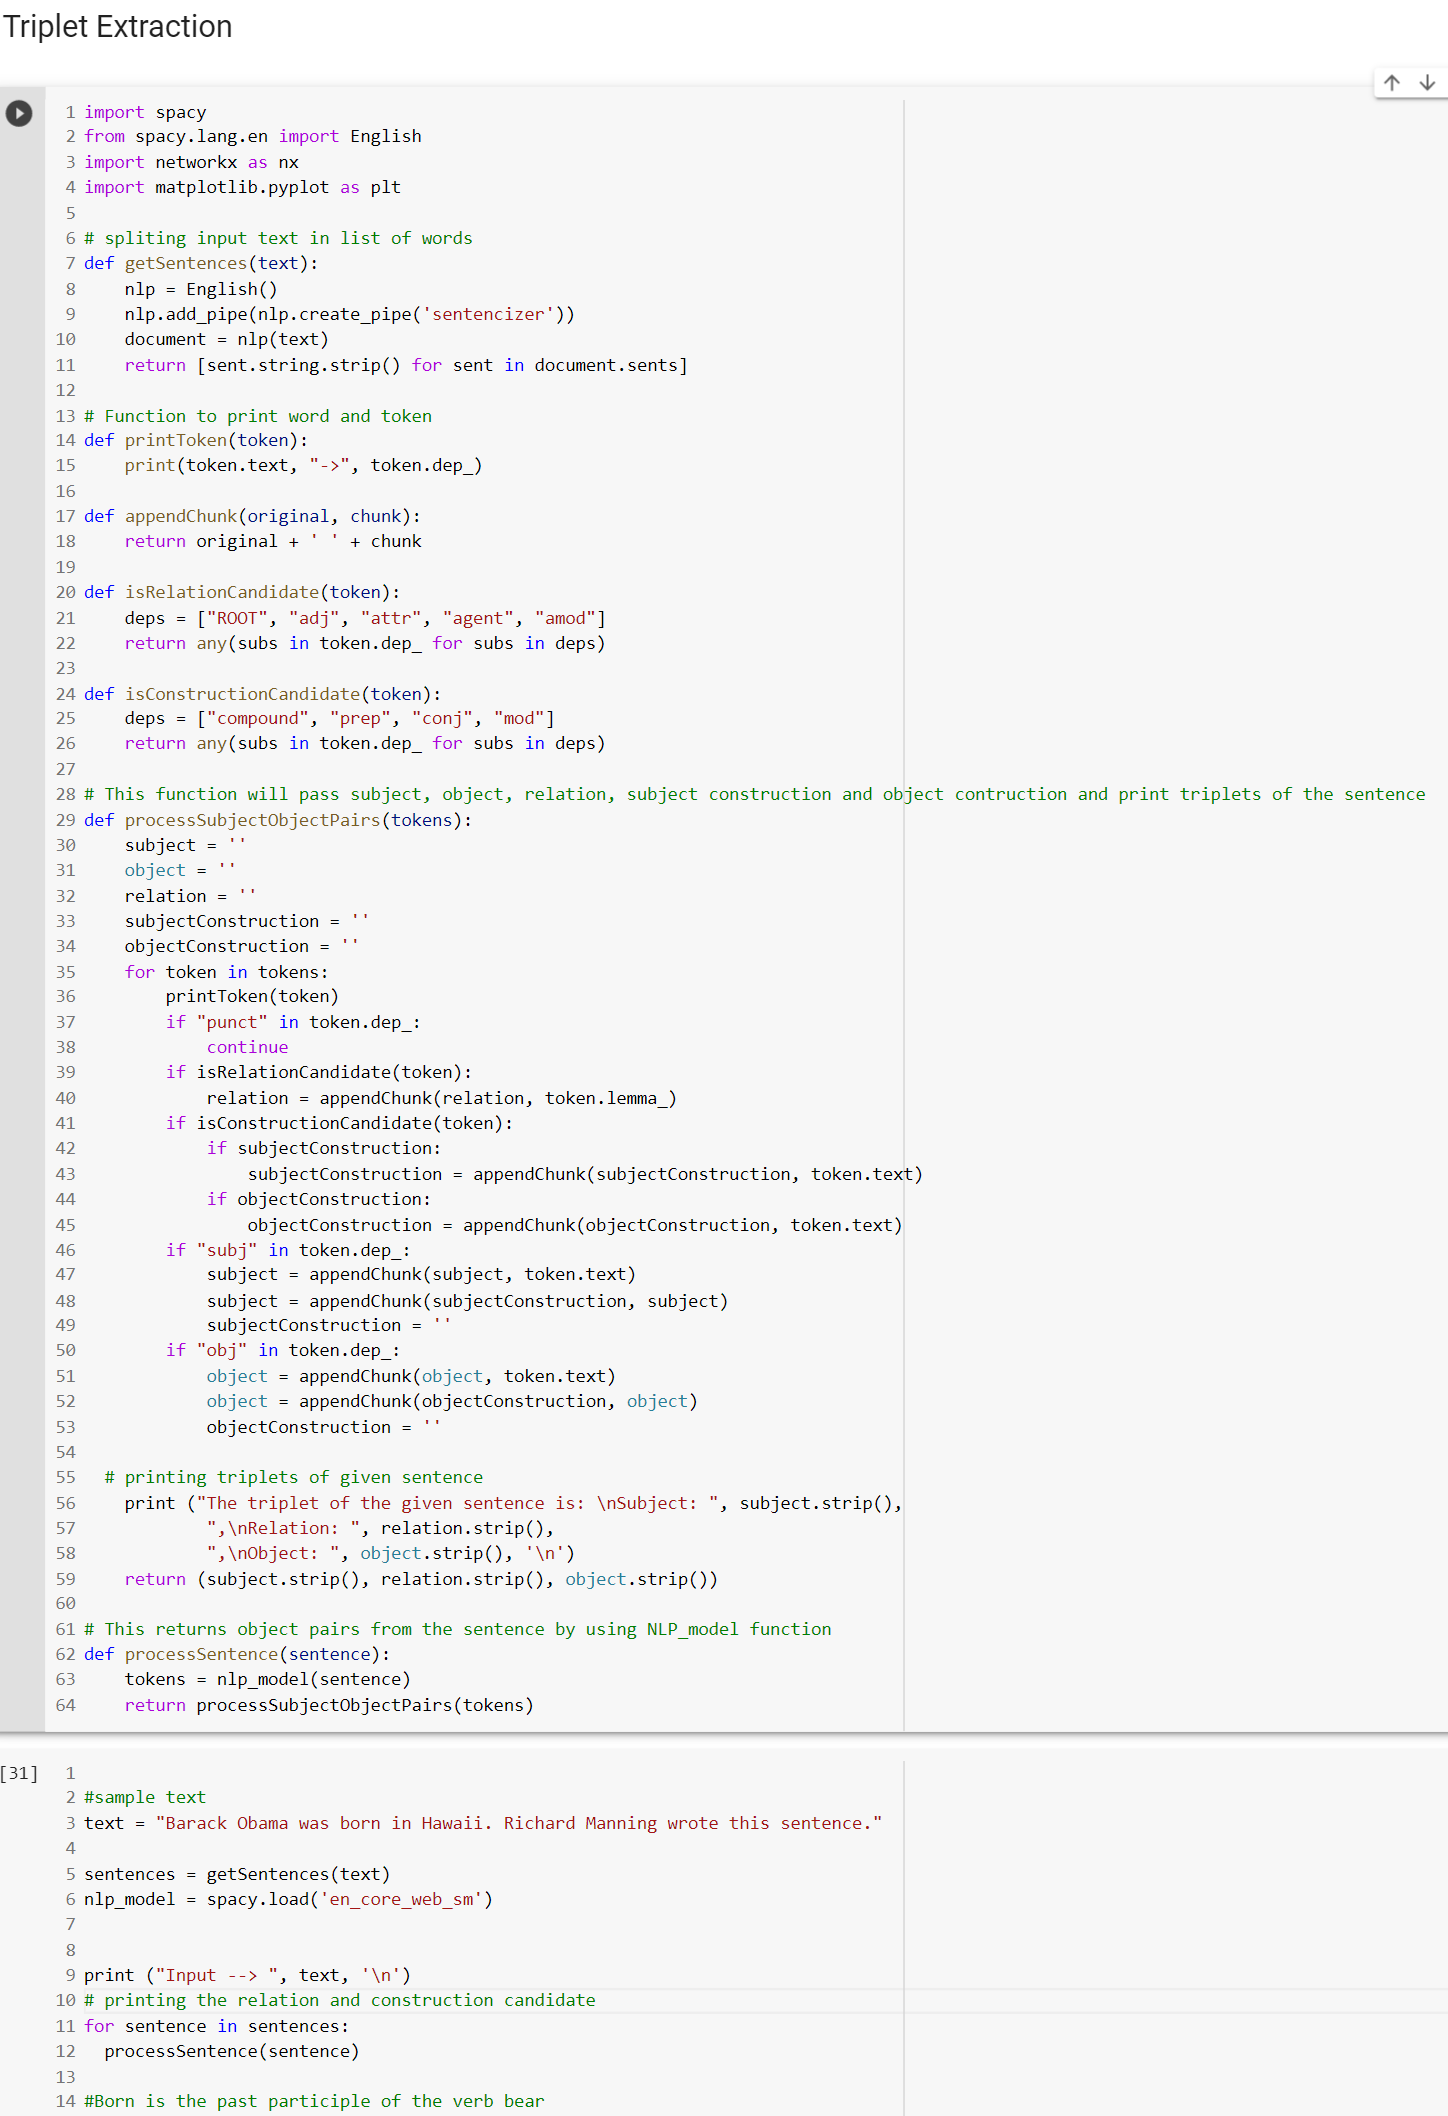 Triplet Extraction
1 import spacy
2 from spacy.lang.en import English
3 import networkx as nx
4 import matplotlib.pyplot as plt
5
6 # spliting input text in list of words
7 def getSentences(text):
8     nlp = English()
9     nlp.add_pipe(nlp.create_pipe('sentencizer'))
10     document = nlp(text)
11     return [sent.string.strip() for sent in document.sents]
12
13 # Function to print word and token
14 def printToken(token):
15     print(token.text, "->", token.dep_)
16
17 def appendChunk(original, chunk):
18     return original + ' ' + chunk
19
20 def isRelationCandidate(token):
21     deps = ["ROOT", "adj", "attr", "agent", "amod"]
22     return any(subs in token.dep_ for subs in deps)
23
24 def isConstructionCandidate(token):
25     deps = ["compound", "prep", "conj", "mod"]
26     return any(subs in token.dep_ for subs in deps)
27
28 # This function will pass subject, object, relation, subject construction and object contruction and print triplets of the sentence
29 def processSubjectObjectPairs(tokens):
30     subject = ''
31     object = ''
32     relation = ''
33     subjectConstruction = ''
34     objectConstruction = ''
35     for token in tokens:
36         printToken(token)
37         if "punct" in token.dep_:
38             continue
39         if isRelationCandidate(token):
40             relation = appendChunk(relation, token.lemma_)
41         if isConstructionCandidate(token):
42             if subjectConstruction:
43                 subjectConstruction = appendChunk(subjectConstruction, token.text)
44             if objectConstruction:
45                 objectConstruction = appendChunk(objectConstruction, token.text)
46         if "subj" in token.dep_:
47             subject = appendChunk(subject, token.text)
48             subject = appendChunk(subjectConstruction, subject)
49             subjectConstruction = ''
50         if "obj" in token.dep_:
51             object = appendChunk(object, token.text)
52             object = appendChunk(objectConstruction, object)
53             objectConstruction = ''
54
55   # printing triplets of given sentence
56     print ("The triplet of the given sentence is: \nSubject: ", subject.strip(),
57             ",\nRelation: ", relation.strip(),
58             ",\nObject: ", object.strip(), '\n')
59     return (subject.strip(), relation.strip(), object.strip())
60
61 # This returns object pairs from the sentence by using NLP_model function
62 def processSentence(sentence):
63     tokens = nlp_model(sentence)
64     return processSubjectObjectPairs(tokens)
[31] 1
2 #sample text
3 text = "Barack Obama was born in Hawaii. Richard Manning wrote this sentence."
4
5 sentences = getSentences(text)
6 nlp_model = spacy.load('en_core_web_sm')
7
8
9 print ("Input --> ", text, '\n')
10 # printing the relation and construction candidate
11 for sentence in sentences:
12   processSentence(sentence)
13
14 #Born is the past participle of the verb bear